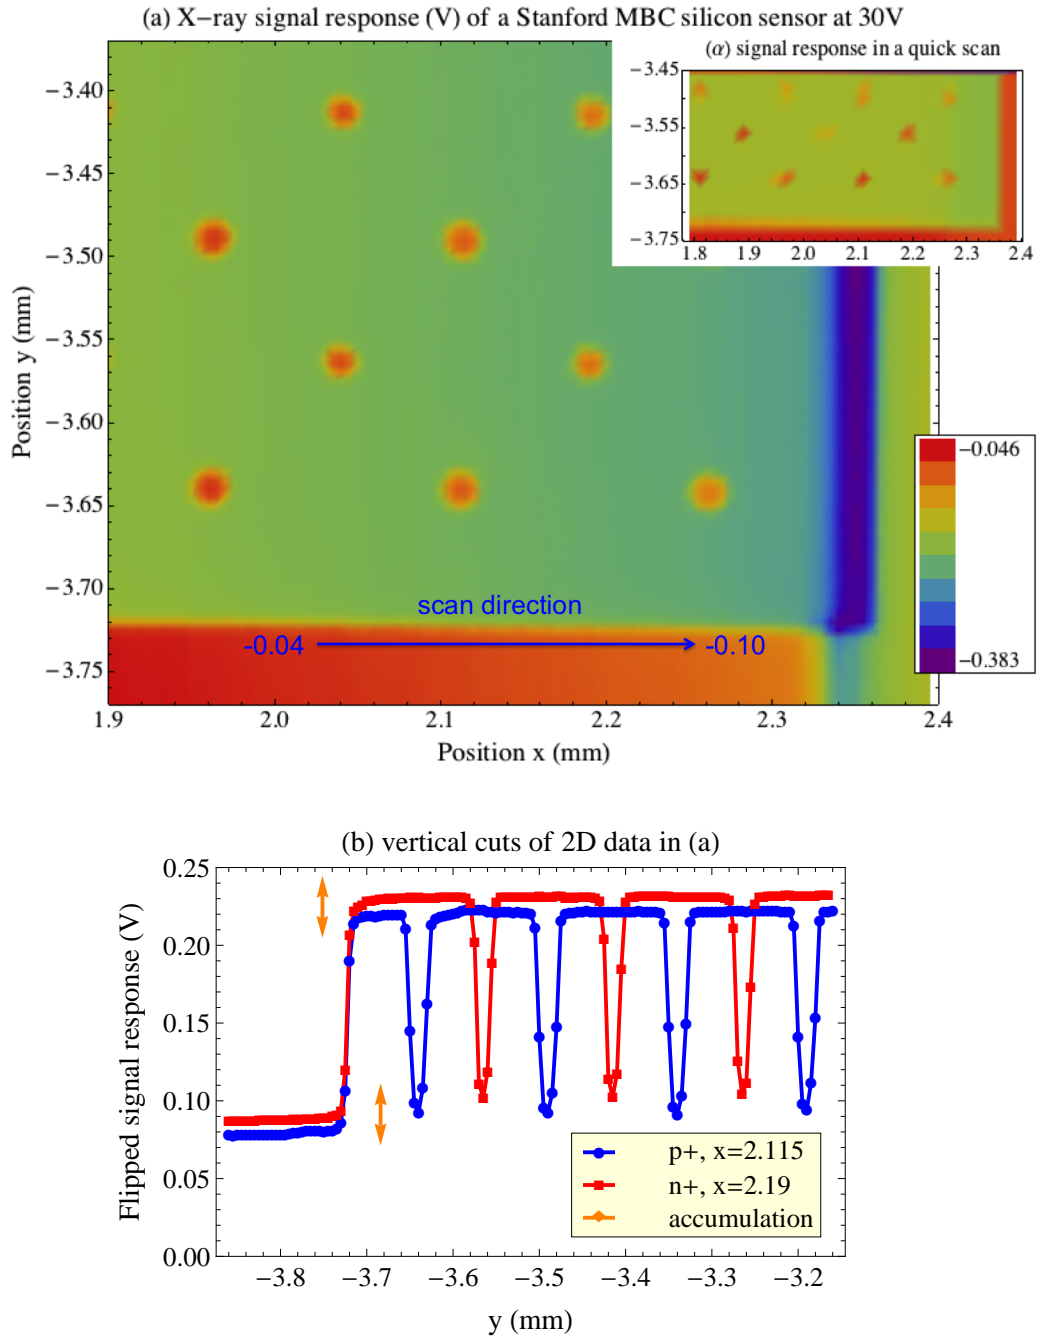 (a) X−ray signal response (V) of a Stanford MBC silicon sensor at 30V
(α) signal response in a quick scan
−3.45
−3.55
−3.65
−3.75
1.8 1.9 2.0 2.1 2.2 2.3 2.4
−3.40
−3.45
−3.50
−3.55
−3.60
−3.65
−3.70
−3.75
Position y (mm)
−0.046
−0.383
scan direction
-0.04
-0.10
1.9 2.0 2.1 2.2 2.3 2.4
Position x (mm)
(b) vertical cuts of 2D data in (a)
0.25
0.20
0.15
0.10
0.05
0.00
Flipped signal response (V)
p+, x=2.115
n+, x=2.19
accumulation
−3.8 −3.7 −3.6 −3.5 −3.4 −3.3 −3.2
y (mm)